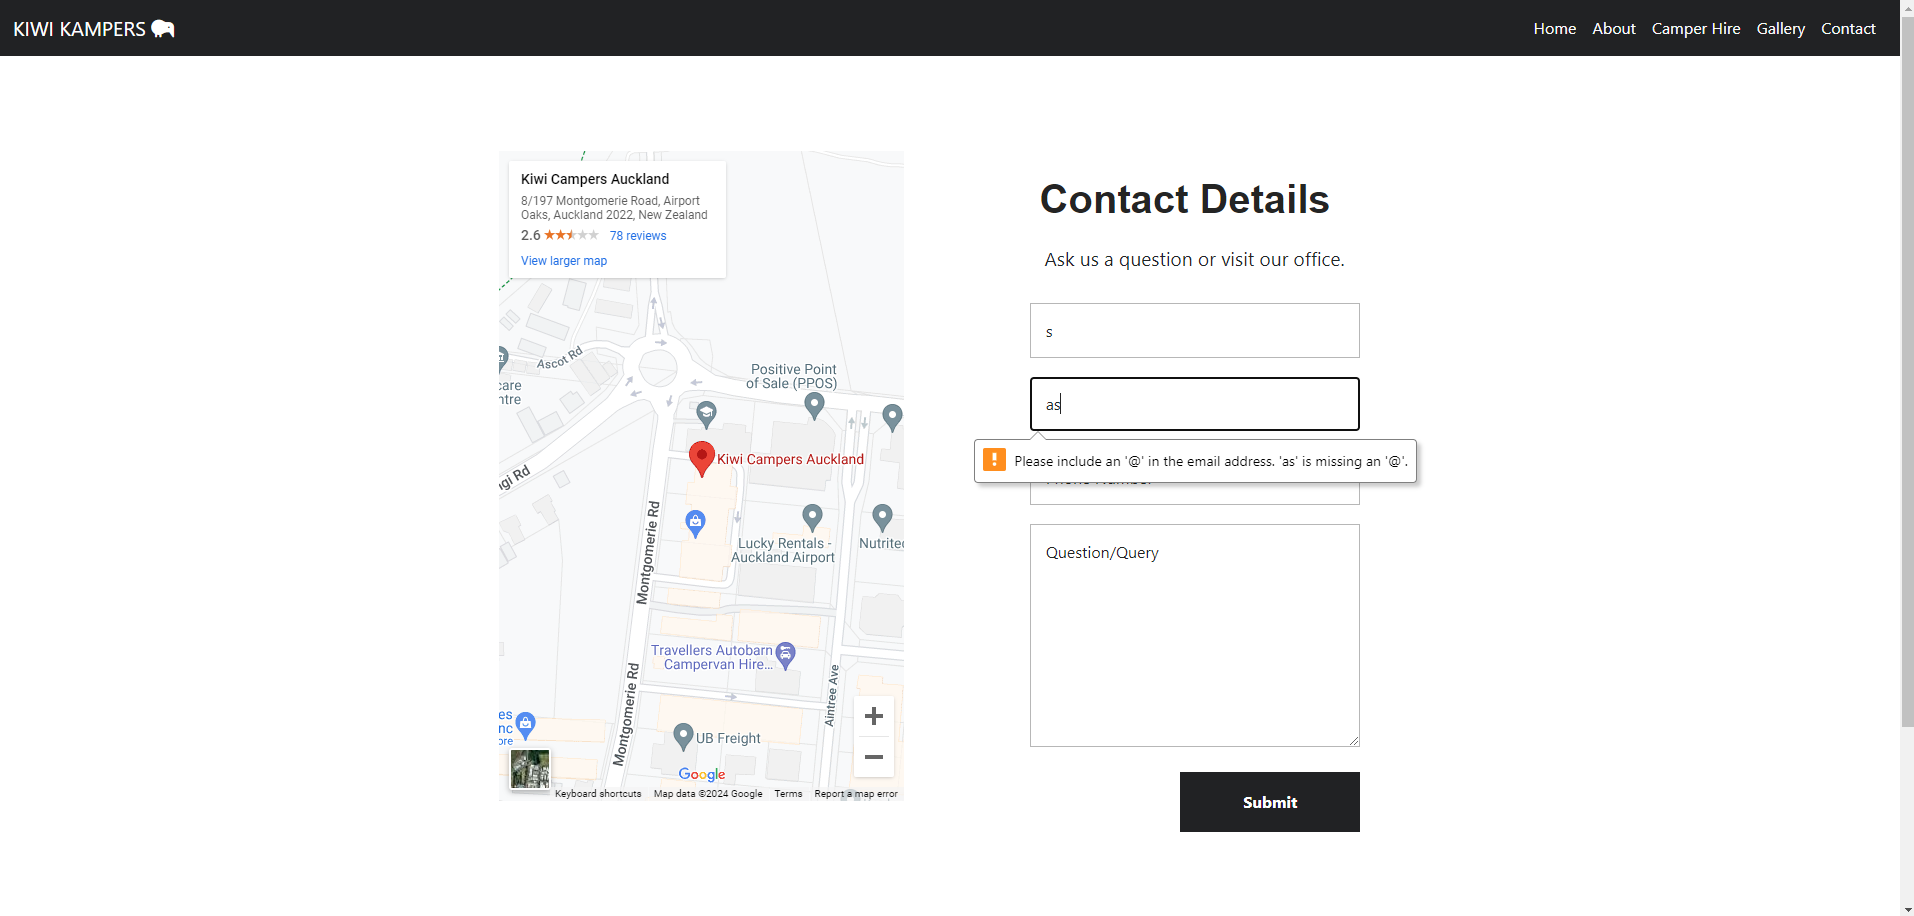 KIWI KAMPERS
Home About Camper Hire Gallery Contact
Kiwi Campers Auckland
8/197 Montgomerie Road, Airport
Oaks, Auckland 2022, New Zealand
2.6 78 reviews
View larger map
Ascot Rd
Positive Point
of Sale (PPOS)
care
ntre
Kiwi Campers Auckland
gi Rd
Montgomerie Rd
Lucky Rentals -
Auckland Airport
Nutritec
Travellers Autobarn
Campervan Hire...
Montgomerie Rd
Aintree Ave
es
nc
ore
UB Freight
Google
Keyboard shortcuts Map data ©2024 Google Terms Report a map error
Contact Details
Ask us a question or visit our office.
s
as
Please include an '@' in the email address. 'as' is missing an '@'.
Phone Number
Question/Query
Submit